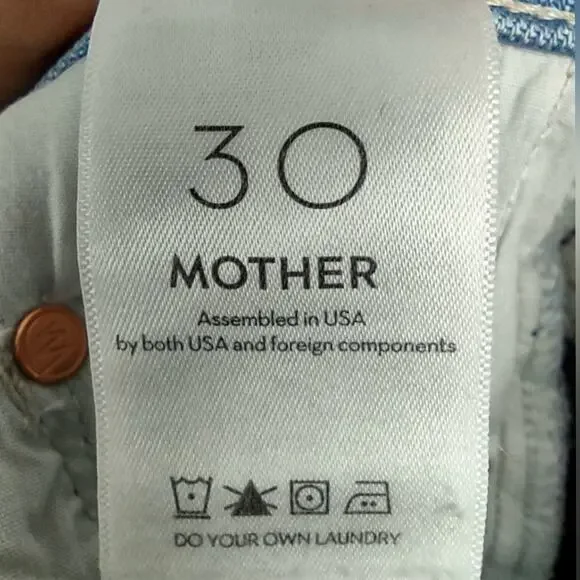 30
MOTHER
Assembled in USA
by both USA and foreign components
DO YOUR OWN LAUNDRY